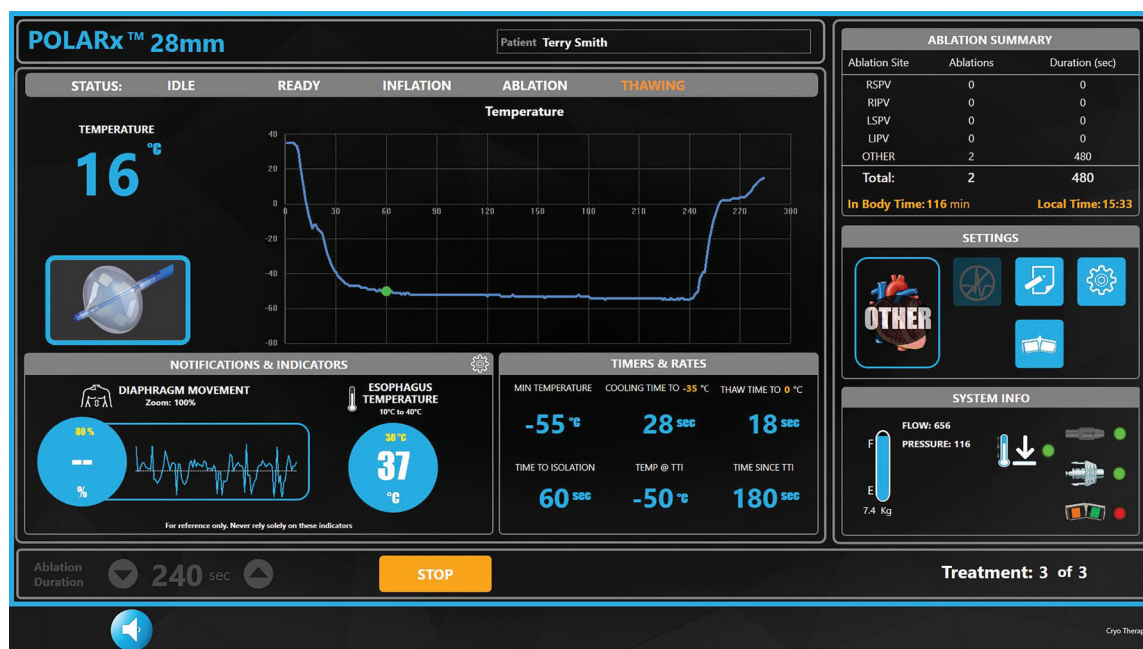 POLARx™ 28mm
Patient Terry Smith
STATUS: IDLE READY INFLATION ABLATION THAWING
TEMPERATURE
16 °C
Temperature
40
20
0
-20
-40
-60
-80
0 30 60 90 120 150 180 210 240 270 300
NOTIFICATIONS & INDICATORS
DIAPHRAGM MOVEMENT
Zoom: 100%
80 %
--
%
ESOPHAGUS
TEMPERATURE
10°C to 40°C
30 °C
37
°C
For reference only. Never rely solely on these indicators
TIMERS & RATES
MIN TEMPERATURE COOLING TIME TO -35 °C THAW TIME TO 0 °C
-55 °C 28 sec 18 sec
TIME TO ISOLATION TEMP @ TTI TIME SINCE TTI
60 sec -50 °C 180 sec
ABLATION SUMMARY
Ablation Site Ablations Duration (sec)
RSPV 0 0
RIPV 0 0
LSPV 0 0
LIPV 0 0
OTHER 2 480
Total: 2 480
In Body Time: 116 min Local Time: 15:33
SETTINGS
OTHER
SYSTEM INFO
FLOW: 656
PRESSURE: 116
F
E
7.4 Kg
Ablation
Duration
240 sec
STOP
Treatment: 3 of 3
Cryo Therap